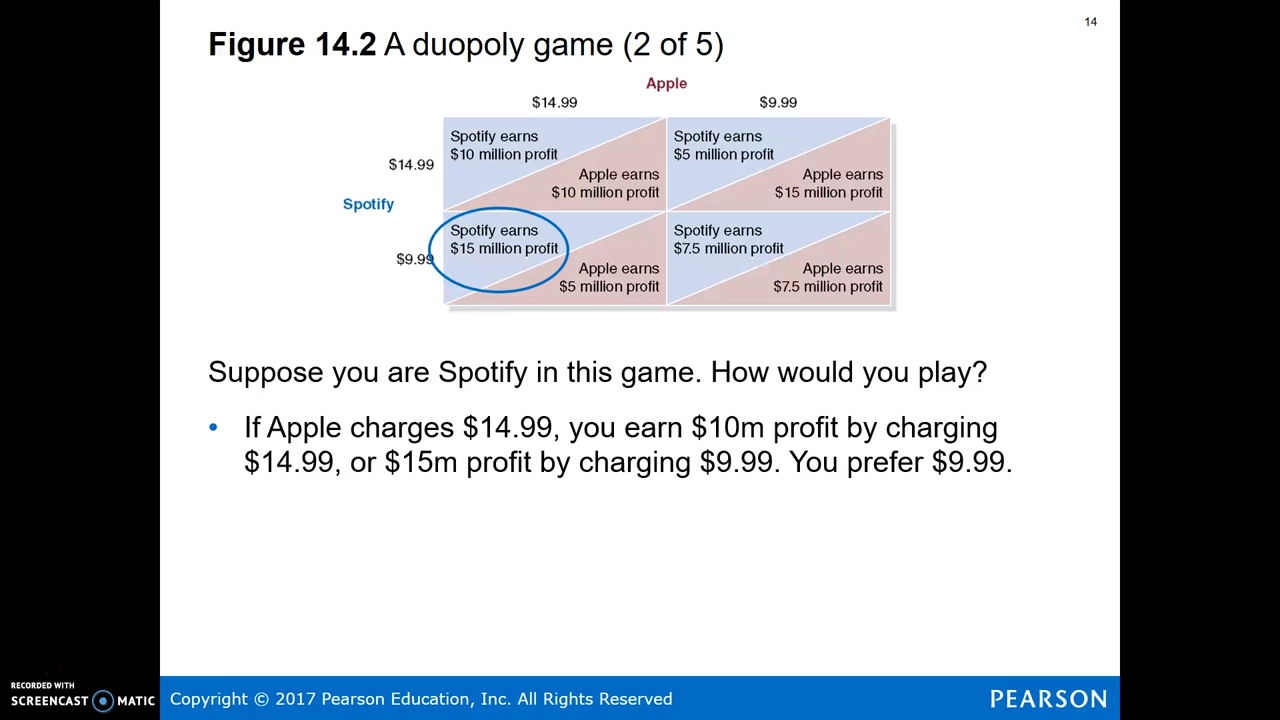 14
Figure 14.2 A duopoly game (2 of 5)
Apple
$14.99 $9.99
Spotify earns
$10 million profit
Apple earns
$10 million profit
Spotify earns
$5 million profit
Apple earns
$15 million profit
$14.99
Spotify
$9.99
Spotify earns
$15 million profit
Apple earns
$5 million profit
Spotify earns
$7.5 million profit
Apple earns
$7.5 million profit
Suppose you are Spotify in this game. How would you play?
• If Apple charges $14.99, you earn $10m profit by charging
$14.99, or $15m profit by charging $9.99. You prefer $9.99.
RECORDED WITH
SCREENCAST MATIC
Copyright © 2017 Pearson Education, Inc. All Rights Reserved
PEARSON